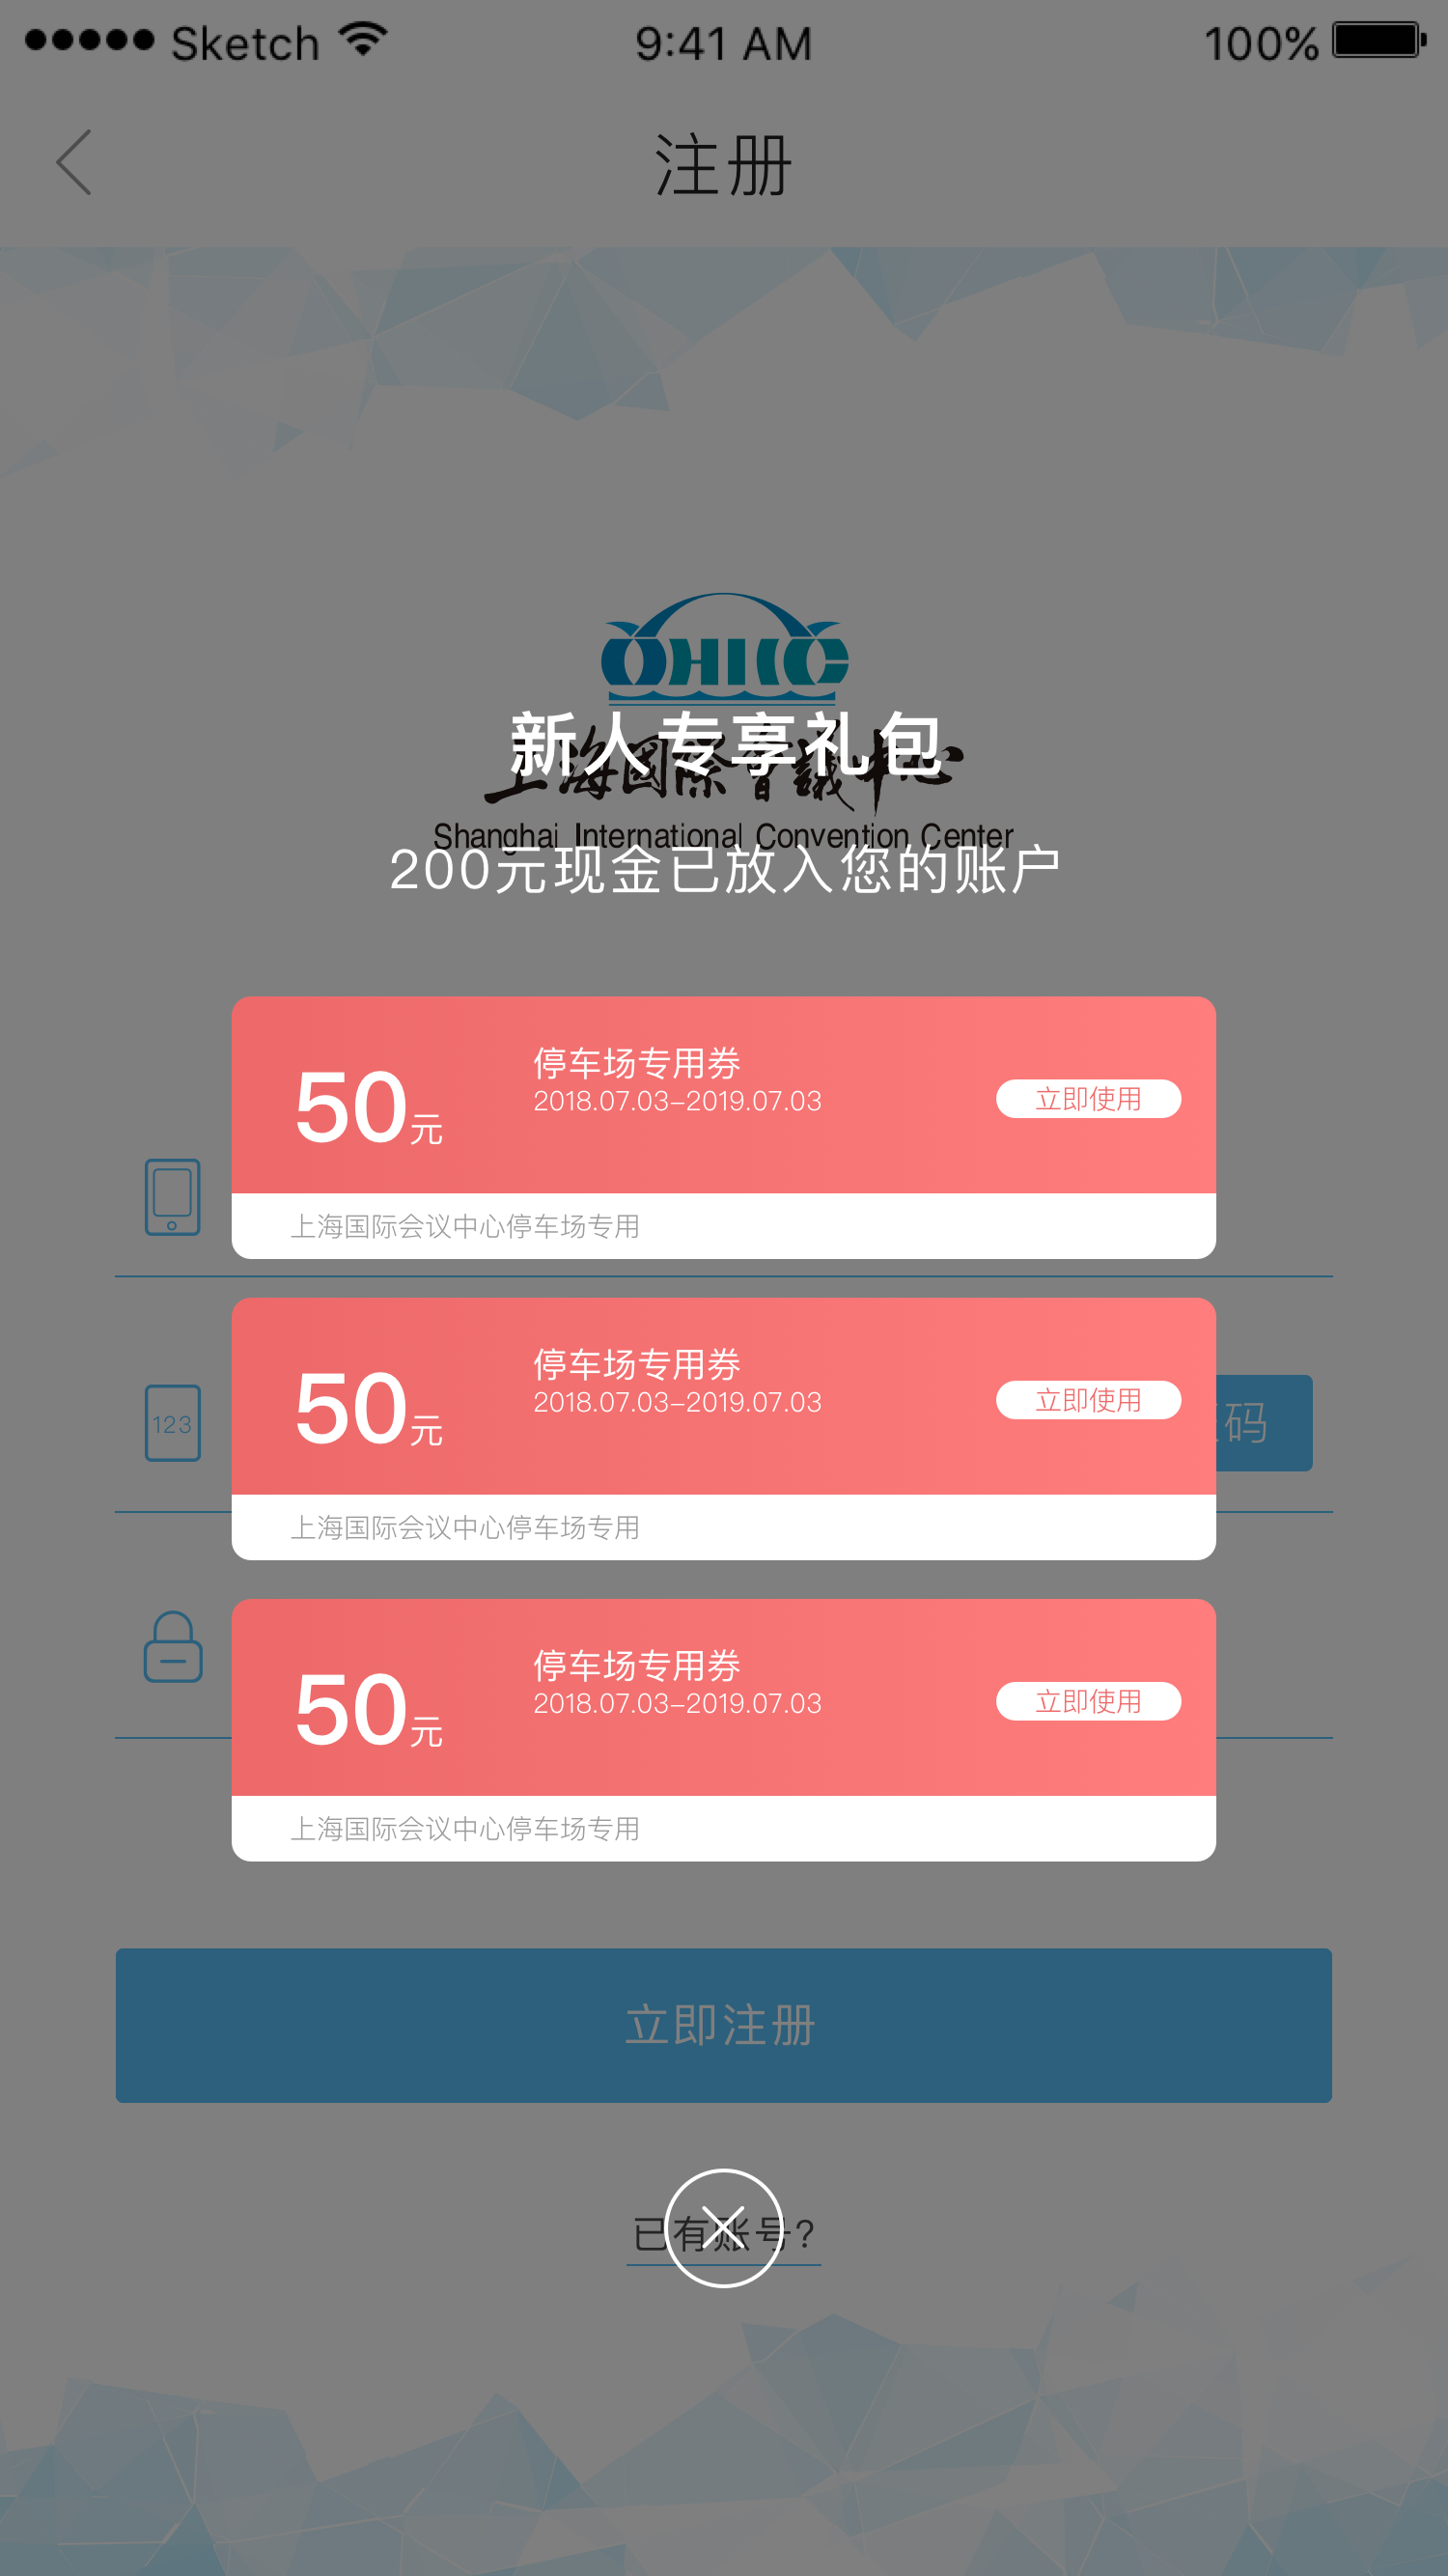 Sketch 9:41 AM 100%
注册
OHICC
新人专享礼包
上海国际會議中心
Shanghai International Convention Center
200元现金已放入您的账户
50元
停车场专用券
2018.07.03-2019.07.03
立即使用
上海国际会议中心停车场专用
50元
停车场专用券
2018.07.03-2019.07.03
立即使用
123
码
上海国际会议中心停车场专用
50元
停车场专用券
2018.07.03-2019.07.03
立即使用
上海国际会议中心停车场专用
立即注册
已有账号?